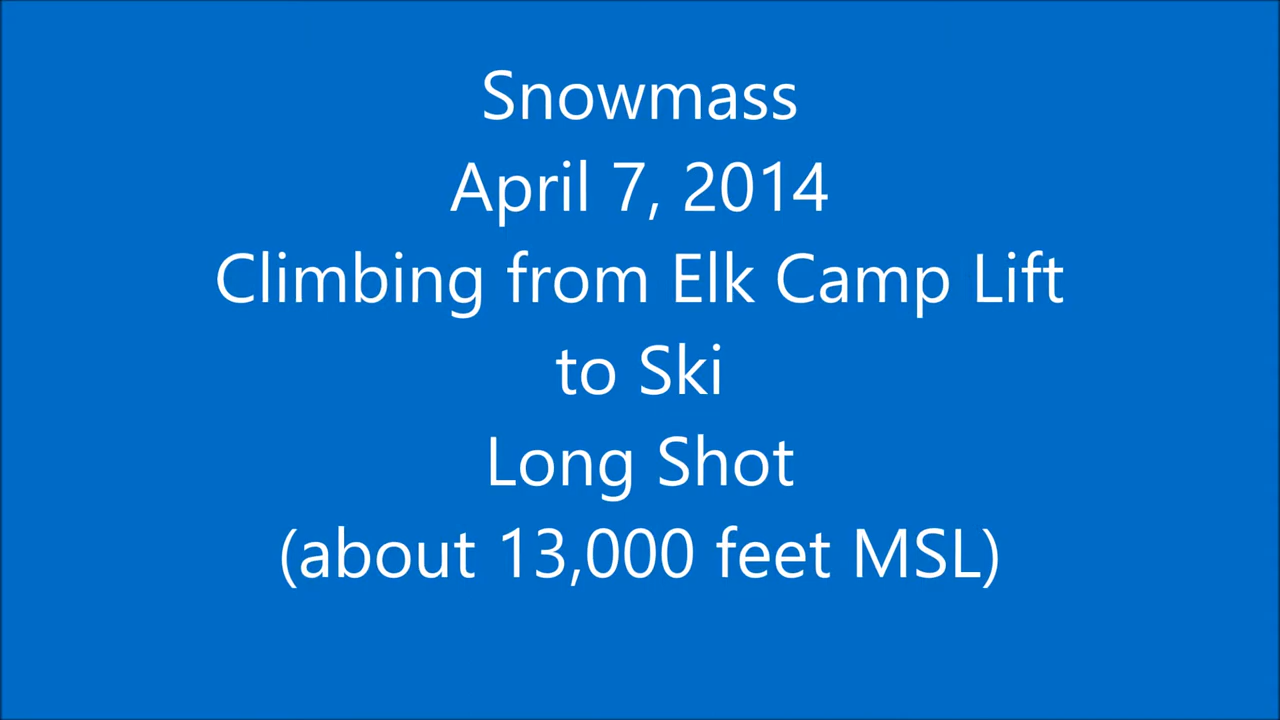 Snowmass
April 7, 2014
Climbing from Elk Camp Lift
to Ski
Long Shot
(about 13,000 feet MSL)